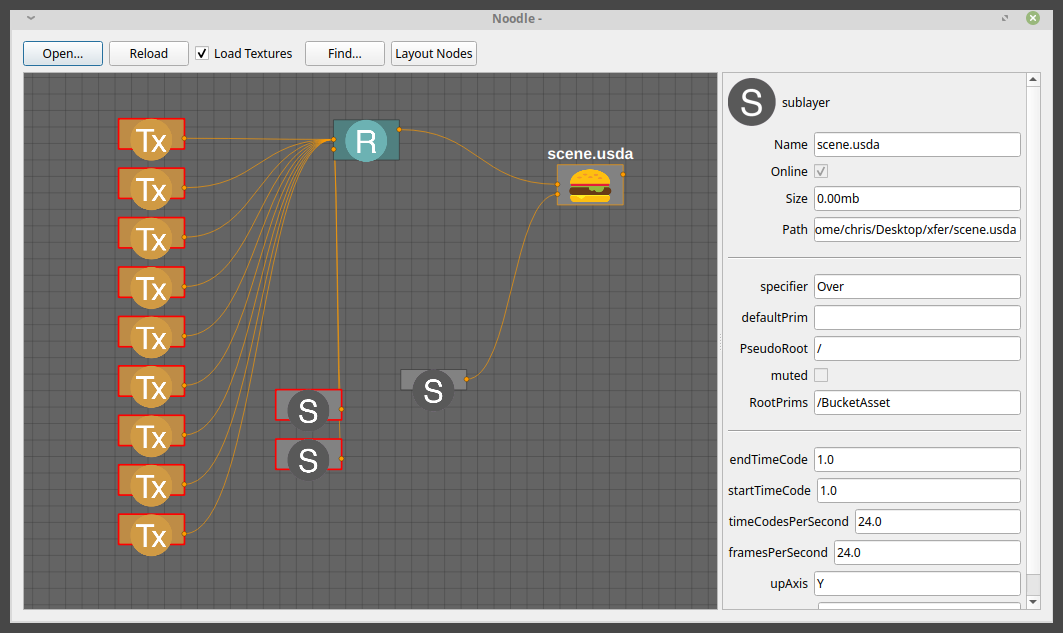 Noodle -
Open... Reload Load Textures Find... Layout Nodes
Tx
Tx
Tx
Tx
Tx
Tx
Tx
Tx
Tx
R
S
S
S
scene.usda
S sublayer
Name scene.usda
Online
Size 0.00mb
Path ome/chris/Desktop/xfer/scene.usda
specifier Over
defaultPrim
PseudoRoot /
muted
RootPrims /BucketAsset
endTimeCode 1.0
startTimeCode 1.0
timeCodesPerSecond 24.0
framesPerSecond 24.0
upAxis Y